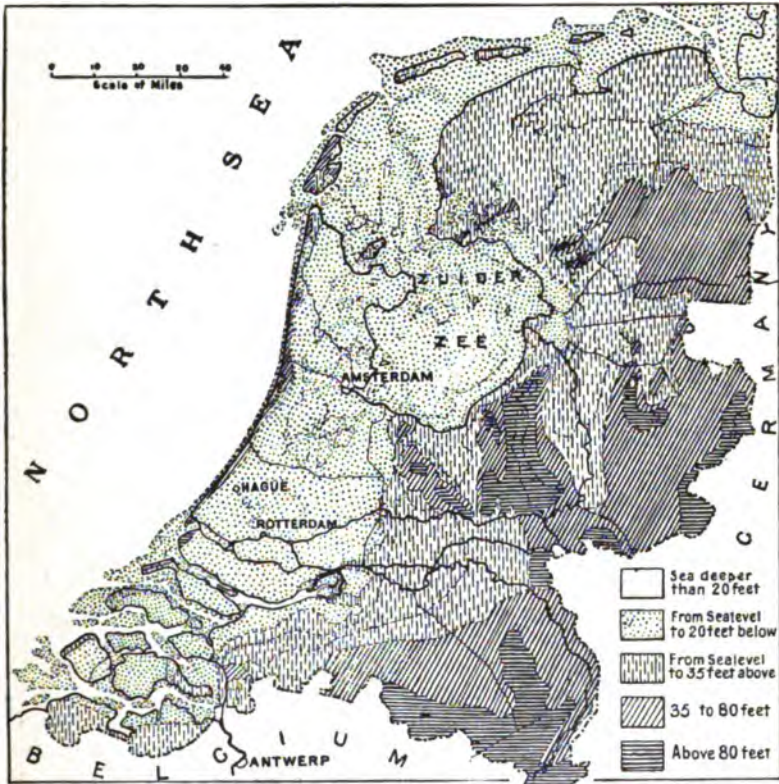 0 10 20 30 40
Scale of Miles
NORTH SEA
ZUIDER
ZEE
AMSTERDAM
HAGUE
ROTTERDAM
GERMANY
BELGIUM
ANTWERP
Sea deeper
than 20 feet
From Sealevel
to 20 feet below
From Sealevel
to 35 feet above
35 to 80 feet
Above 80 feet